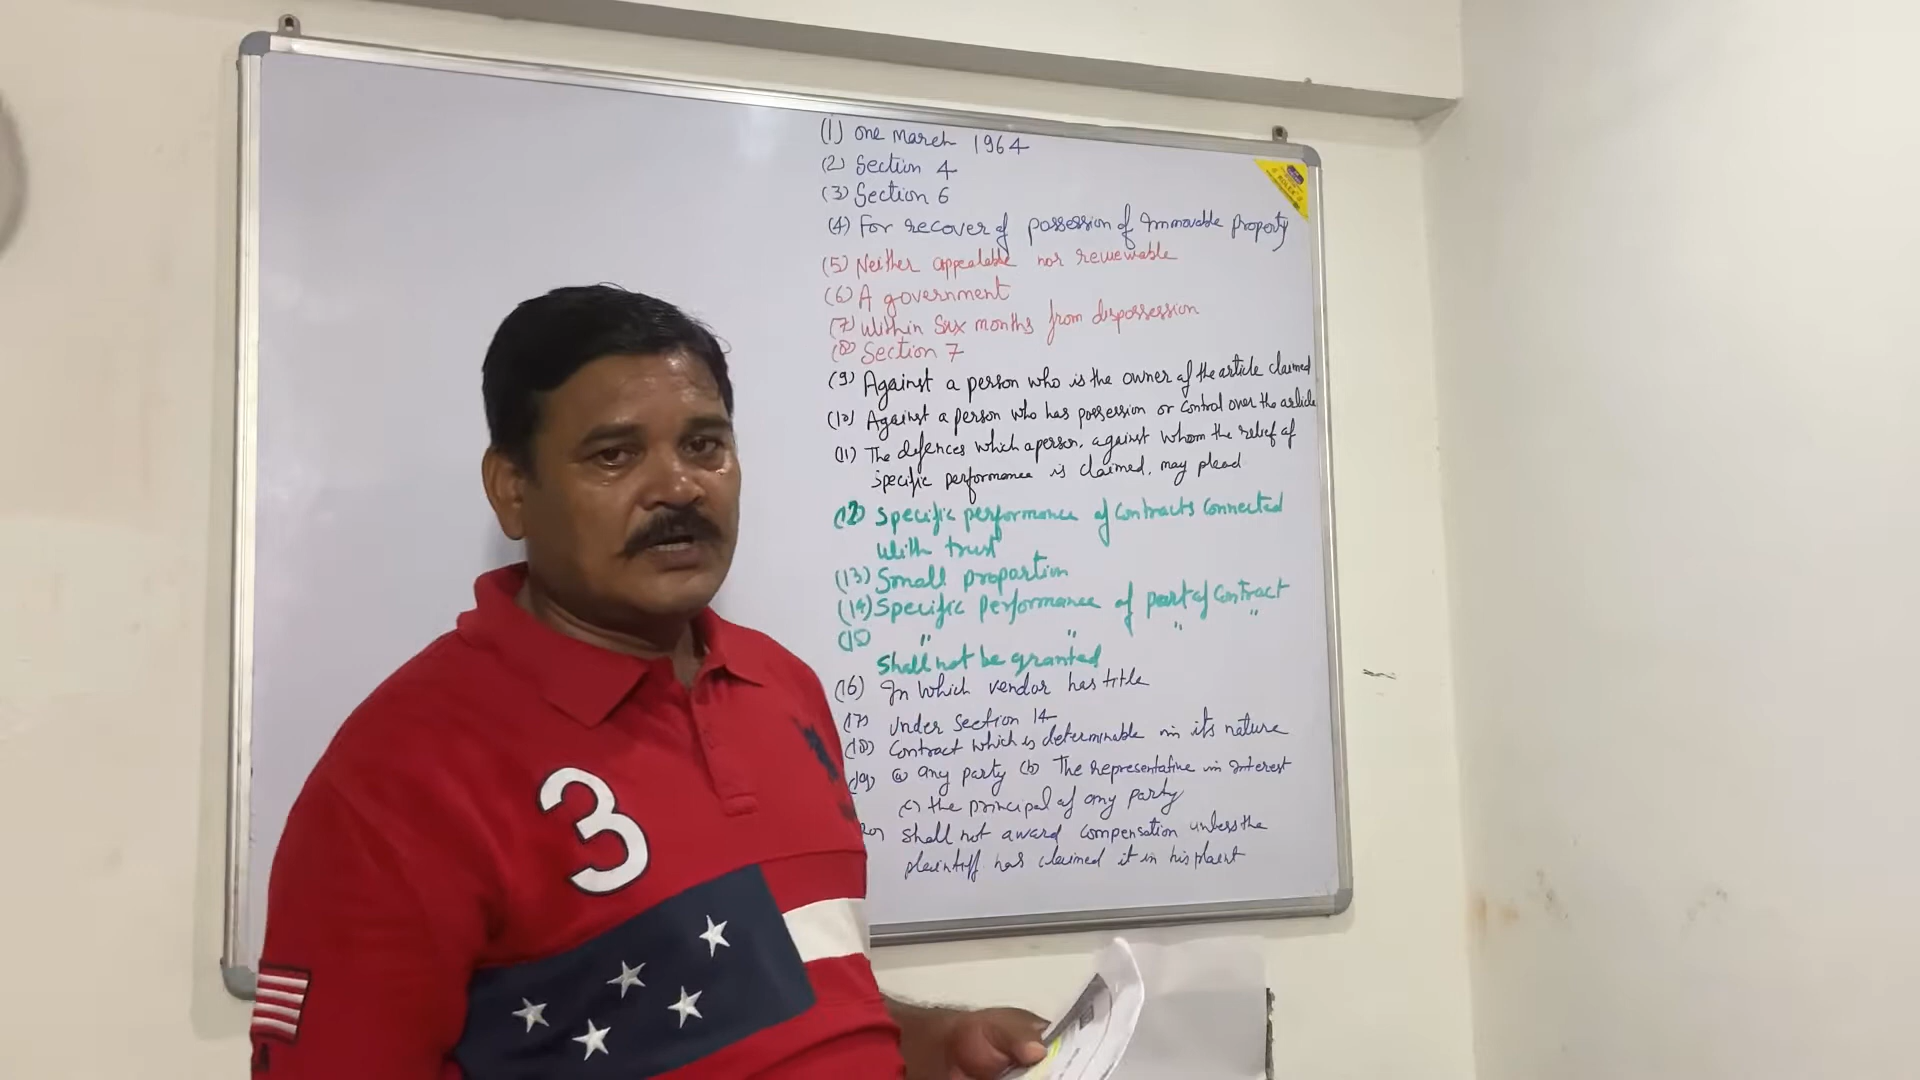 (1) one March 1964
(2) Section 4
(3) Section 6
(4) For recover of possession of Immovable property
(5) Neither appealable nor reviewable
(6) A government
(7) Within Six months from dispossession
(8) Section 7
(9) Against a person who is the owner of the article claimed
(10) Against a person who has possession or control over the article
(11) The defences which a person, against whom the relief of
specific performance is claimed, may plead
(12) Specific performance of Contracts Connected
With trust
(13) Small proportion
(14) Specific performance of part of Contract
(15) " " " "
Shall not be granted
(16) In Which vendor has title
(17) Under Section 14
(18) Contract which is determinable in its nature
(19) (a) any party (b) The representative in interest
(c) the principal of any party
20) Shall not award compensation unless the
plaintiff has claimed it in his plaint
3